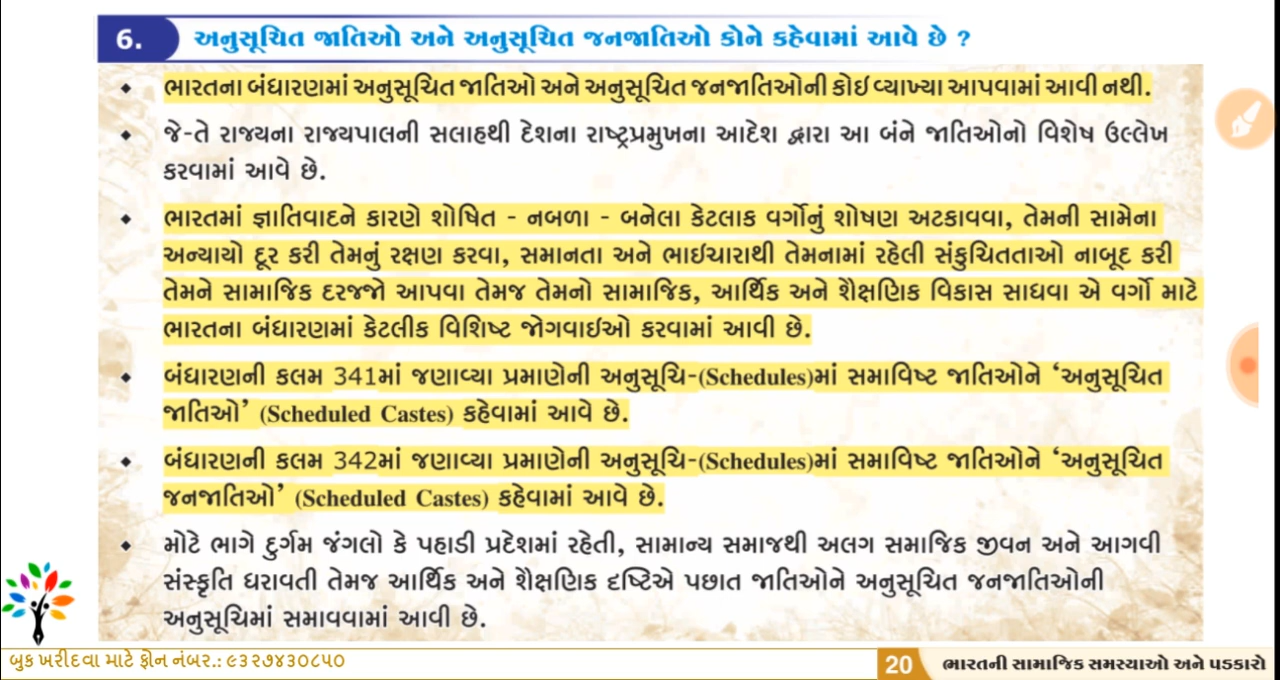 6. અનુસૂચિત જાતિઓ અને અનુસૂચિત જનજાતિઓ કોને કહેવામાં આવે છે ?
♦ ભારતના બંધારણમાં અનુસૂચિત જાતિઓ અને અનુસૂચિત જનજાતિઓની કોઇ વ્યાખ્યા આપવામાં આવી નથી.
♦ જે-તે રાજ્યના રાજ્યપાલની સલાહથી દેશના રાષ્ટ્રપ્રમુખના આદેશ દ્વારા આ બંને જાતિઓનો વિશેષ ઉલ્લેખ
કરવામાં આવે છે.
♦ ભારતમાં જ્ઞાતિવાદને કારણે શોષિત - નબળા - બનેલા કેટલાક વર્ગોનું શોષણ અટકાવવા, તેમની સામેના
અન્યાયો દૂર કરી તેમનું રક્ષણ કરવા, સમાનતા અને ભાઇચારાથી તેમનામાં રહેલી સંકુચિતતાઓ નાબૂદ કરી
તેમને સામાજિક દરજજો આપવા તેમજ તેમનો સામાજિક, આર્થિક અને શૈક્ષણિક વિકાસ સાધવા એ વર્ગો માટે
ભારતના બંધારણમાં કેટલીક વિશિષ્ટ જોગવાઇઓ કરવામાં આવી છે.
♦ બંધારણની કલમ 341માં જણાવ્યા પ્રમાણેની અનુસૂચિ-(Schedules)માં સમાવિષ્ટ જાતિઓને ‘અનુસૂચિત
જાતિઓ’ (Scheduled Castes) કહેવામાં આવે છે.
♦ બંધારણની કલમ 342માં જણાવ્યા પ્રમાણેની અનુસૂચિ-(Schedules)માં સમાવિષ્ટ જાતિઓને ‘અનુસૂચિત
જનજાતિઓ’ (Scheduled Castes) કહેવામાં આવે છે.
♦ મોટે ભાગે દુર્ગમ જંગલો કે પહાડી પ્રદેશમાં રહેતી, સામાન્ય સમાજથી અલગ સમાજિક જીવન અને આગવી
સંસ્કૃતિ ધરાવતી તેમજ આર્થિક અને શૈક્ષણિક દૃષ્ટિએ પછાત જાતિઓને અનુસૂચિત જનજાતિઓની
અનુસૂચિમાં સમાવવામાં આવી છે.
બુક ખરીદવા માટે ફોન નંબર.: ૯૩૨૭૪૩૦૮૫૦
20 ભારતની સામાજિક સમસ્યાઓ અને પડકારો